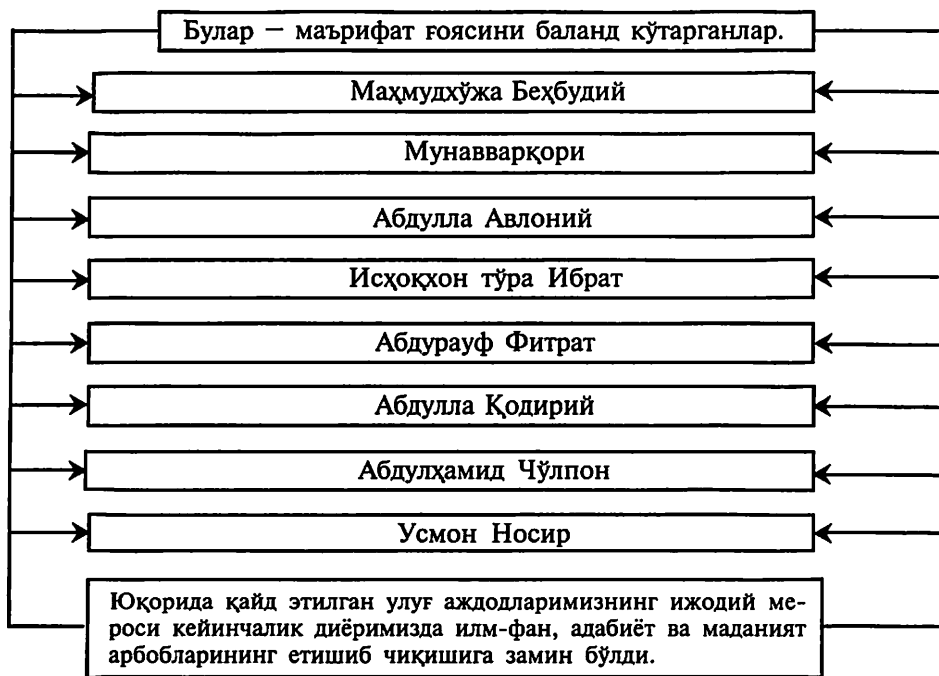 Булар — маърифат ғоясини баланд кўтарганлар.
Маҳмудхўжа Беҳбудий
Мунавварқори
Абдулла Авлоний
Исҳоқхон тўра Ибрат
Абдурауф Фитрат
Абдулла Қодирий
Абдулҳамид Чўлпон
Усмон Носир
Юқорида қайд этилган улуғ аждодларимизнинг ижодий ме-
роси кейинчалик диёримизда илм-фан, адабиёт ва маданият
арбобларининг етишиб чиқишига замин бўлди.